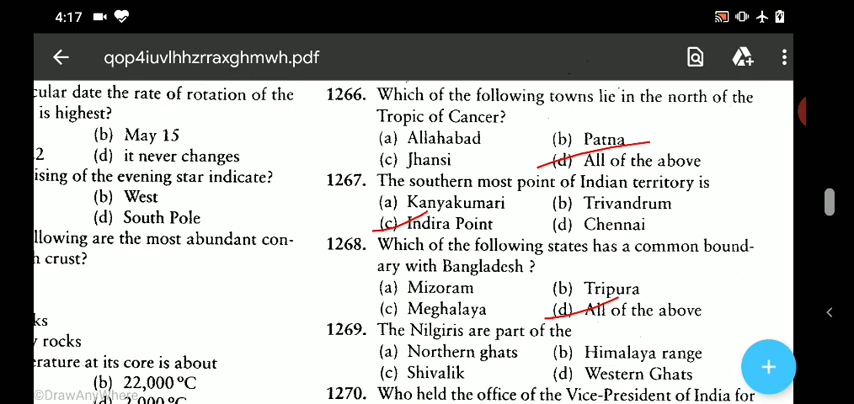 4:17
qop4iuvlhhzrraxghmwh.pdf
cular date the rate of rotation of the
is highest?
(b) May 15
2 (d) it never changes
ising of the evening star indicate?
(b) West
(d) South Pole
llowing are the most abundant con-
h crust?
ks
rocks
erature at its core is about
(b) 22,000 °C
(d) 2,000 °C
©DrawAnyWhere
1266. Which of the following towns lie in the north of the
Tropic of Cancer?
(a) Allahabad (b) Patna
(c) Jhansi (d) All of the above
1267. The southern most point of Indian territory is
(a) Kanyakumari (b) Trivandrum
(c) Indira Point (d) Chennai
1268. Which of the following states has a common bound-
ary with Bangladesh ?
(a) Mizoram (b) Tripura
(c) Meghalaya (d) All of the above
1269. The Nilgiris are part of the
(a) Northern ghats (b) Himalaya range
(c) Shivalik (d) Western Ghats
1270. Who held the office of the Vice-President of India for